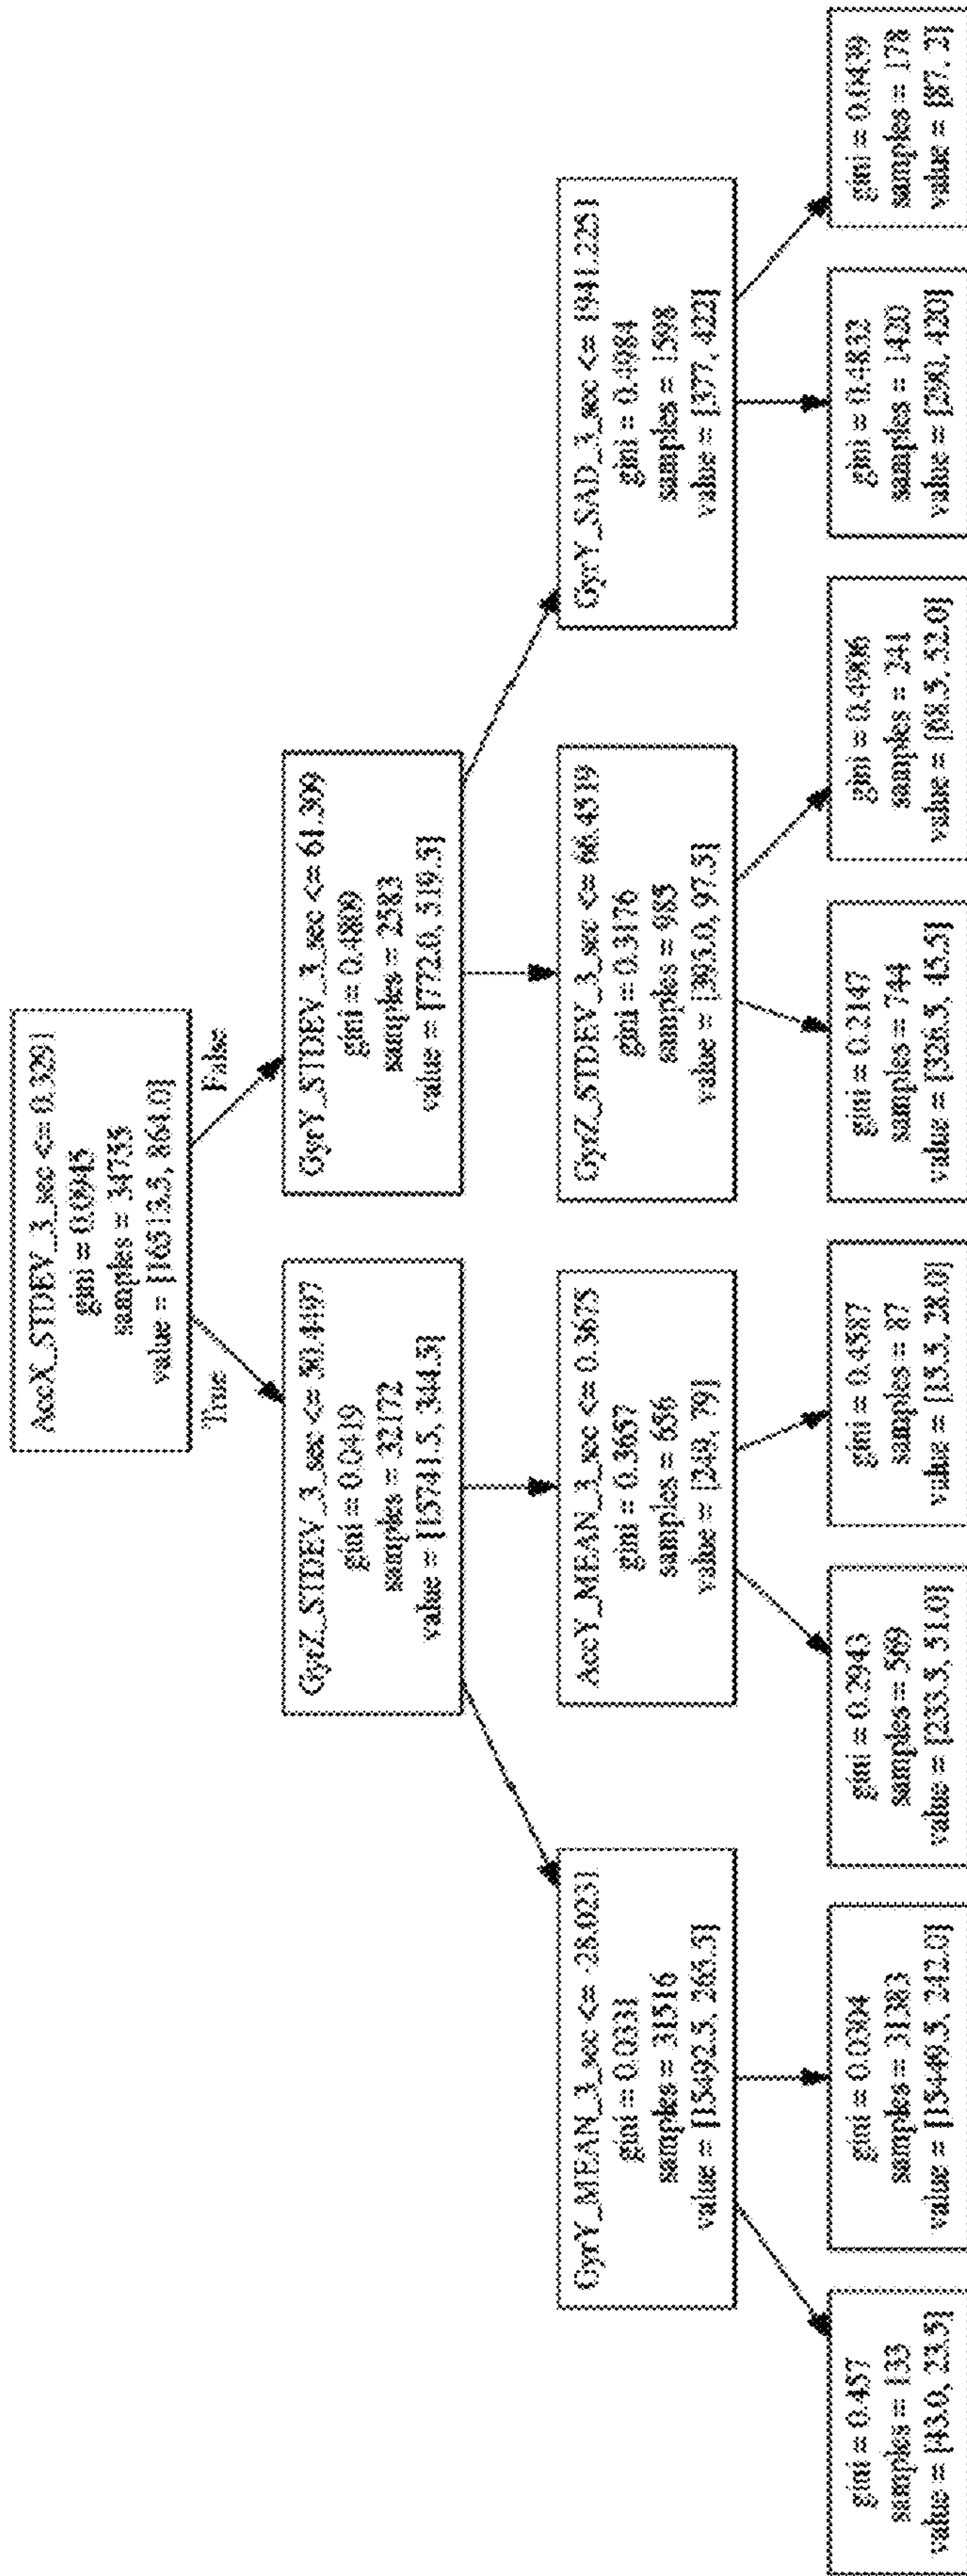 AccX_STDEV_3_sec <= 0.3291
gini = 0.0945
samples = 34755
value = [16513.5, 864.0]
True
False
GyrZ_STDEV_3_sec <= 50.4497
gini = 0.0419
samples = 32172
value = [15741.5, 344.5]
GyrY_STDEV_3_sec <= 61.309
gini = 0.4809
samples = 2583
value = [772.0, 519.5]
GyrY_MEAN_3_sec <= -28.0231
gini = 0.0331
samples = 31516
value = [15492.5, 265.5]
AccY_MEAN_3_sec <= 0.3675
gini = 0.3657
samples = 656
value = [249, 79]
GyrZ_STDEV_3_sec <= 66.4519
gini = 0.3176
samples = 985
value = [395.0, 97.5]
GyrY_SAD_3_sec <= 1941.2251
gini = 0.4984
samples = 1598
value = [377, 422]
gini = 0.457
samples = 133
value = [43.0, 23.5]
gini = 0.0304
samples = 31383
value = [15449.5, 242.0]
gini = 0.2943
samples = 569
value = [233.5, 51.0]
gini = 0.4587
samples = 87
value = [15.5, 28.0]
gini = 0.2147
samples = 744
value = [326.5, 45.5]
gini = 0.4906
samples = 241
value = [68.5, 52.0]
gini = 0.4832
samples = 1420
value = [290, 420]
gini = 0.0439
samples = 178
value = [87, 2]